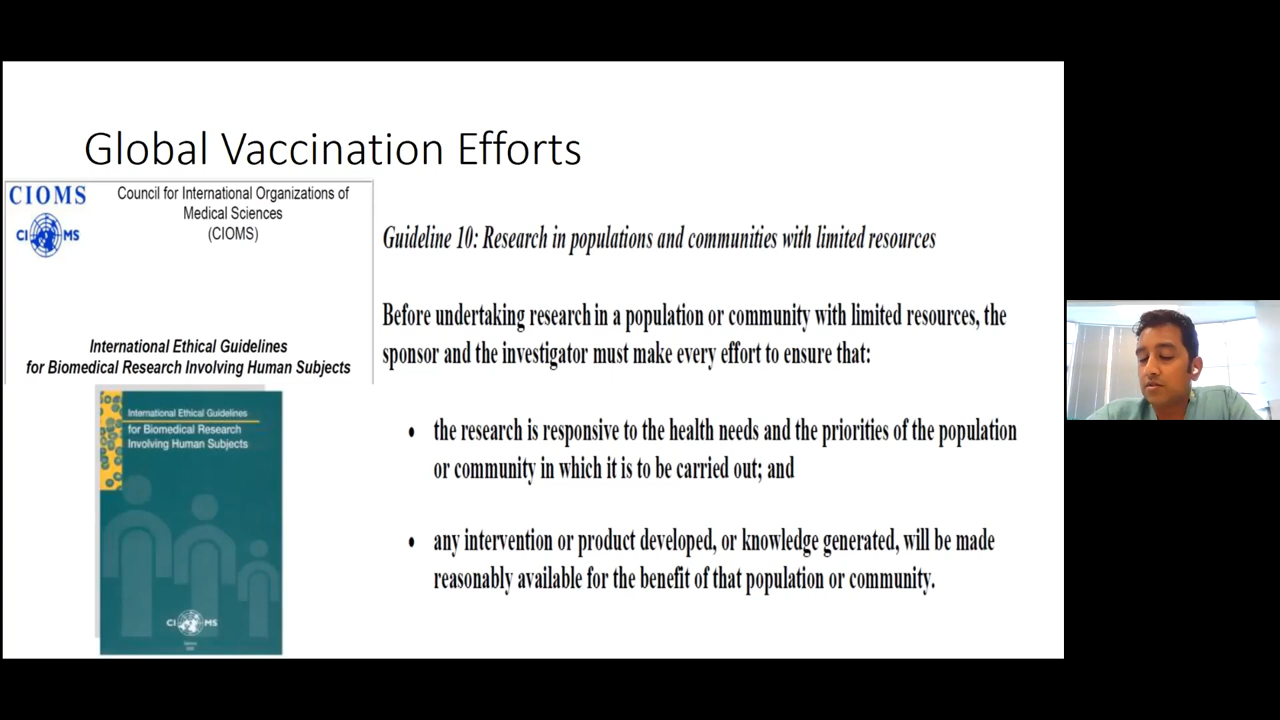 Global Vaccination Efforts
CIOMS
Council for International Organizations of
Medical Sciences
(CIOMS)
CI MS
International Ethical Guidelines
for Biomedical Research Involving Human Subjects
International Ethical Guidelines
for Biomedical Research
Involving Human Subjects
CI MS
Guideline 10: Research in populations and communities with limited resources
Before undertaking research in a population or community with limited resources, the
sponsor and the investigator must make every effort to ensure that:
• the research is responsive to the health needs and the priorities of the population
or community in which it is to be carried out; and
• any intervention or product developed, or knowledge generated, will be made
reasonably available for the benefit of that population or community.